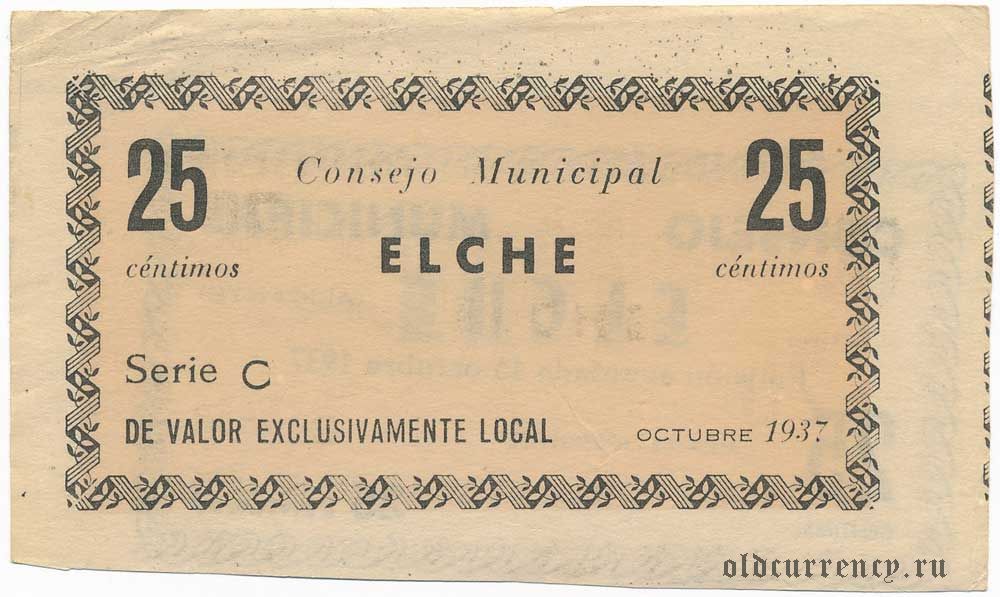 25 Consejo Municipal 25
céntimos ELCHE céntimos
Serie C
DE VALOR EXCLUSIVAMENTE LOCAL OCTUBRE 1937
oldcurrency.ru